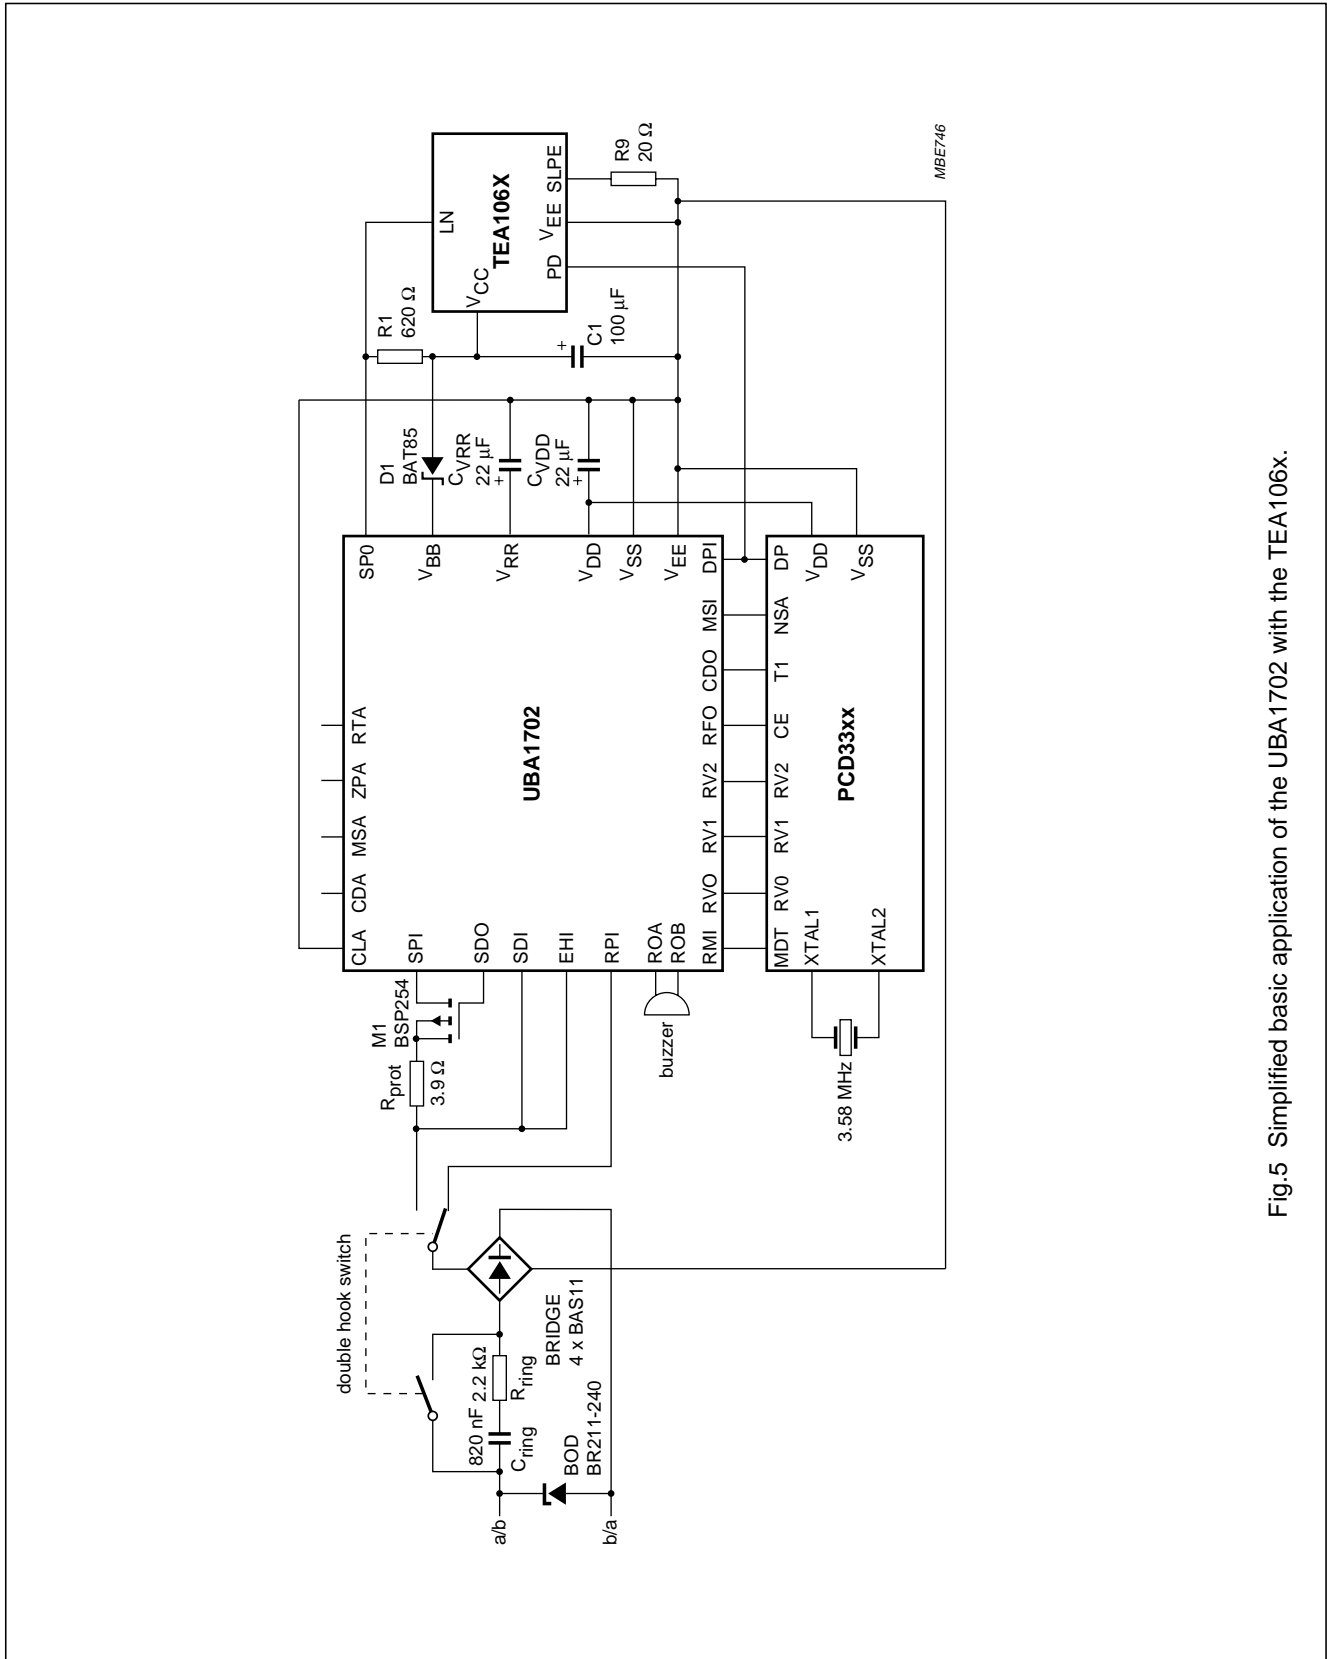 double hook switch
a/b
b/a
820 nF
Cring
2.2 kΩ
Rring
BOD
BR211-240
BRIDGE
4 x BAS11
Rprot
3.9 Ω
M1
BSP254
CLA
CDA
MSA
ZPA
RTA
SPI
SDO
SDI
EHI
RPI
ROA
ROB
buzzer
UBA1702
SP0
VBB
VRR
VDD
VSS
VEE
RMI
RVO
RV1
RV2
RFO
CDO
MSI
DPI
MDT
RV0
RV1
RV2
CE
T1
NSA
DP
XTAL1
XTAL2
3.58 MHz
PCD33xx
VDD
VSS
D1
BAT85
CVRR
22 μF
+
CVDD
22 μF
+
R1
620 Ω
C1
100 μF
+
LN
VCC
TEA106X
PD
VEE
SLPE
R9
20 Ω
MBE746
Fig.5 Simplified basic application of the UBA1702 with the TEA106x.